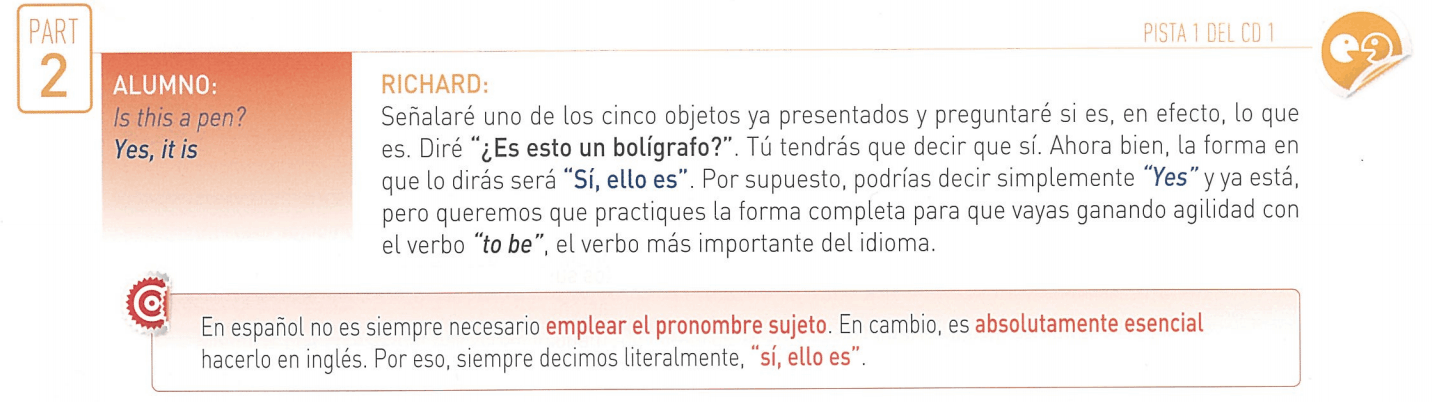 PART
2
PISTA 1 DEL CD 1
ALUMNO:
Is this a pen?
Yes, it is
RICHARD:
Señalaré uno de los cinco objetos ya presentados y preguntaré si es, en efecto, lo que
es. Diré “¿Es esto un bolígrafo?”. Tú tendrás que decir que sí. Ahora bien, la forma en
que lo dirás será “Sí, ello es”. Por supuesto, podrías decir simplemente “Yes” y ya está,
pero queremos que practiques la forma completa para que vayas ganando agilidad con
el verbo “to be”, el verbo más importante del idioma.
En español no es siempre necesario emplear el pronombre sujeto. En cambio, es absolutamente esencial
hacerlo en inglés. Por eso, siempre decimos literalmente, “sí, ello es”.